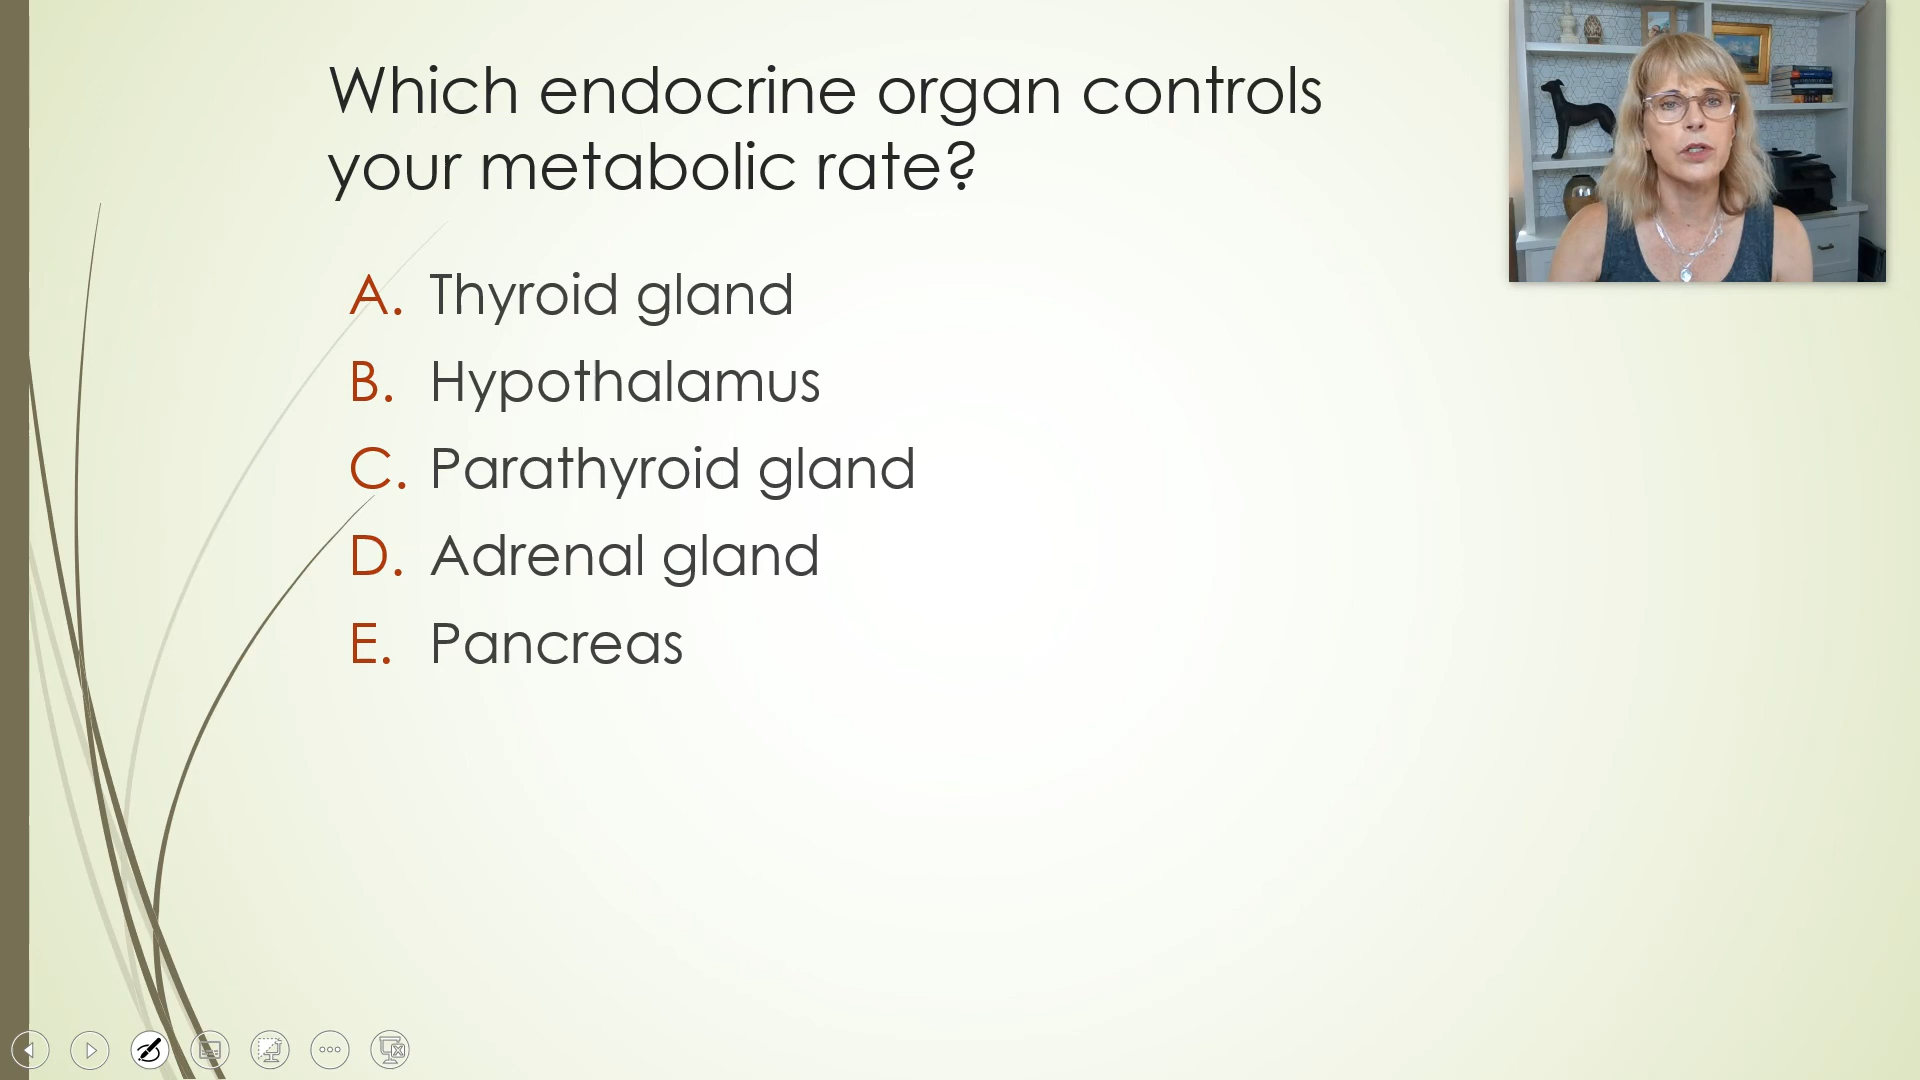 Which endocrine organ controls
your metabolic rate?
A. Thyroid gland
B. Hypothalamus
C. Parathyroid gland
D. Adrenal gland
E. Pancreas